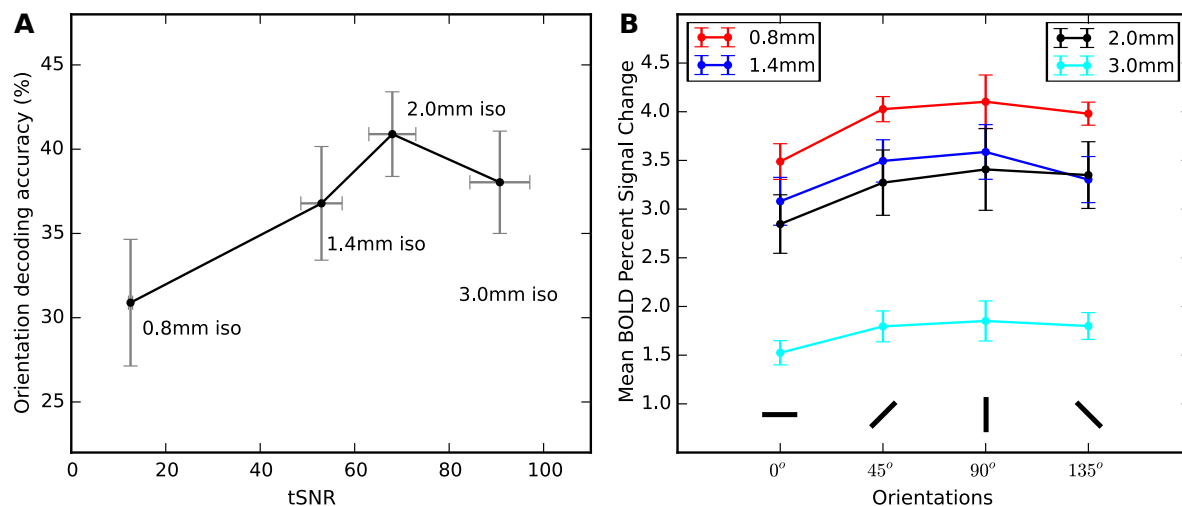 A
Orientation decoding accuracy (%)
45
40
35
30
25
0
20
40
60
80
100
tSNR
0.8mm iso
1.4mm iso
2.0mm iso
3.0mm iso
B
Mean BOLD Percent Signal Change
4.5
4.0
3.5
3.0
2.5
2.0
1.5
1.0
0.8mm
1.4mm
2.0mm
3.0mm
0°
45°
90°
135°
Orientations